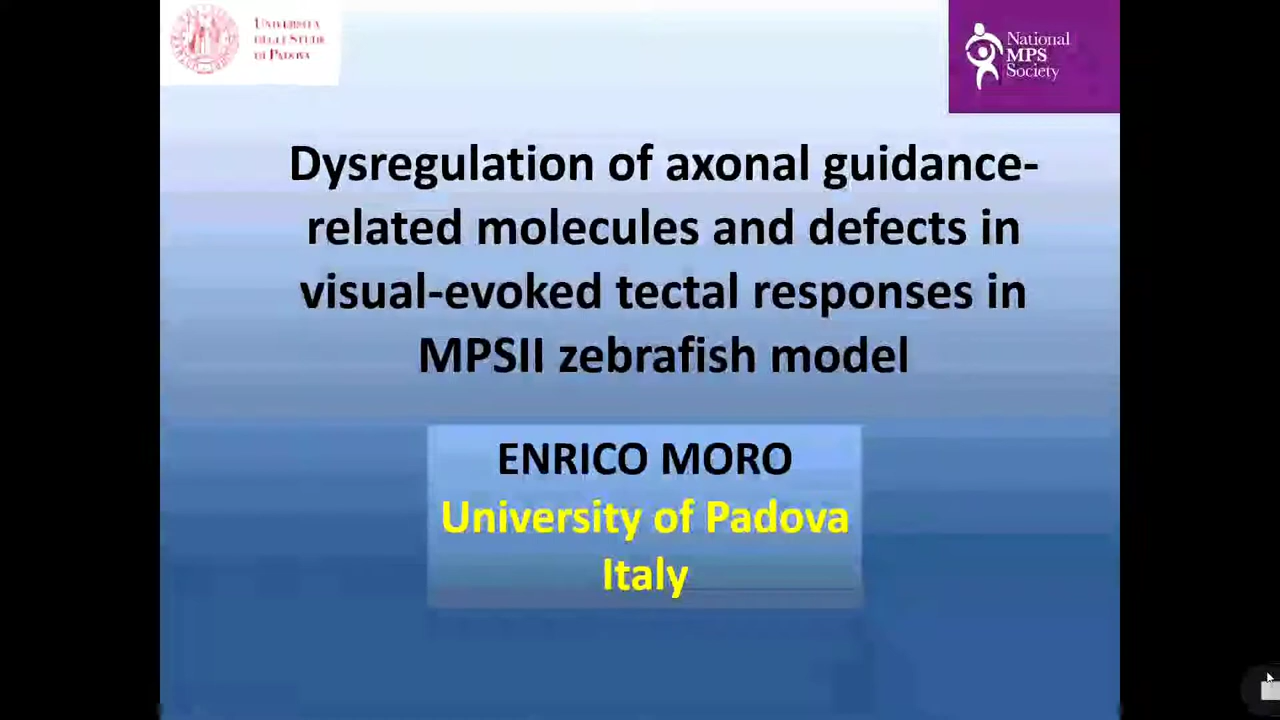 UNIVERSITÀ
DEGLI STUDI
DI PADOVA
National
MPS
Society
Dysregulation of axonal guidance-
related molecules and defects in
visual-evoked tectal responses in
MPSII zebrafish model
ENRICO MORO
University of Padova
Italy